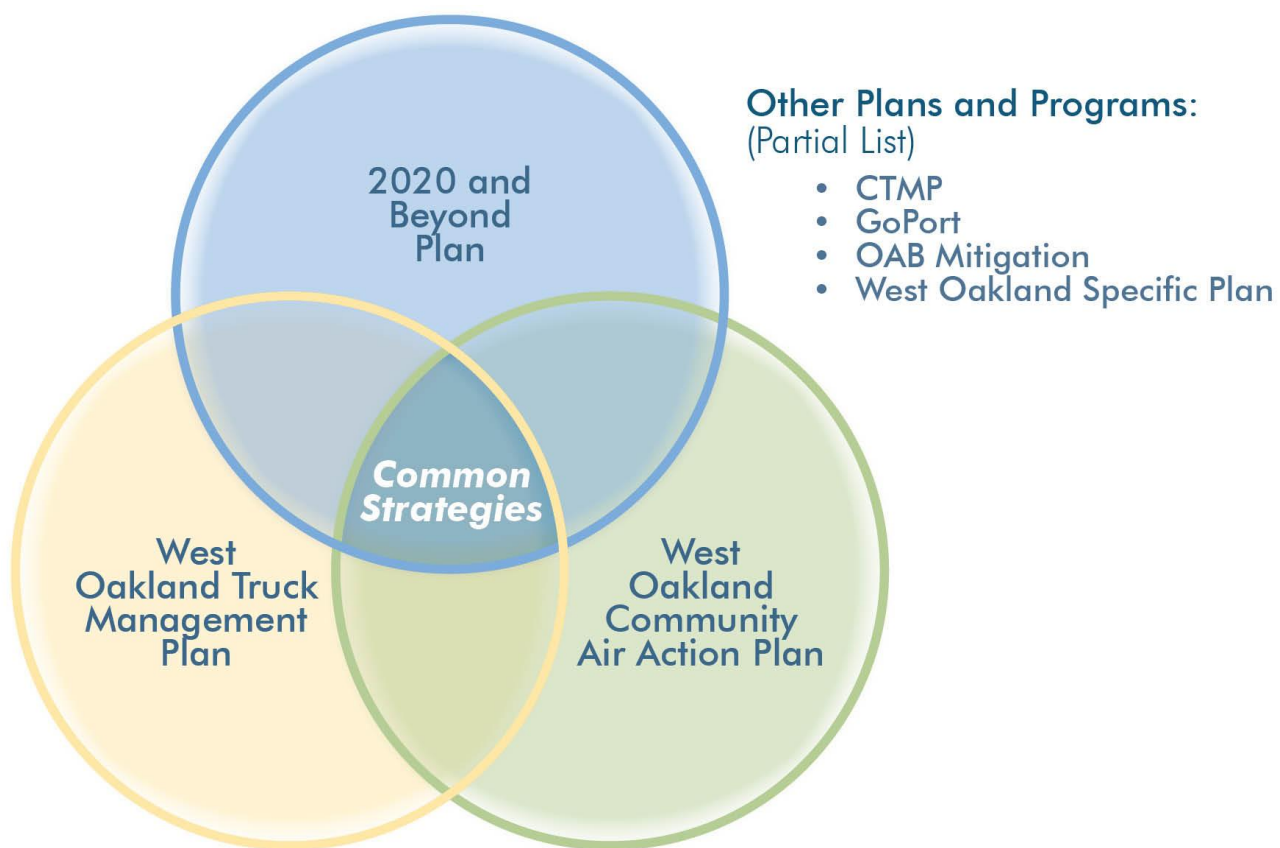 2020 and
Beyond
Plan
Other Plans and Programs:
(Partial List)
• CTMP
• GoPort
• OAB Mitigation
• West Oakland Specific Plan
Common
Strategies
West
Oakland Truck
Management
Plan
West
Oakland
Community
Air Action Plan